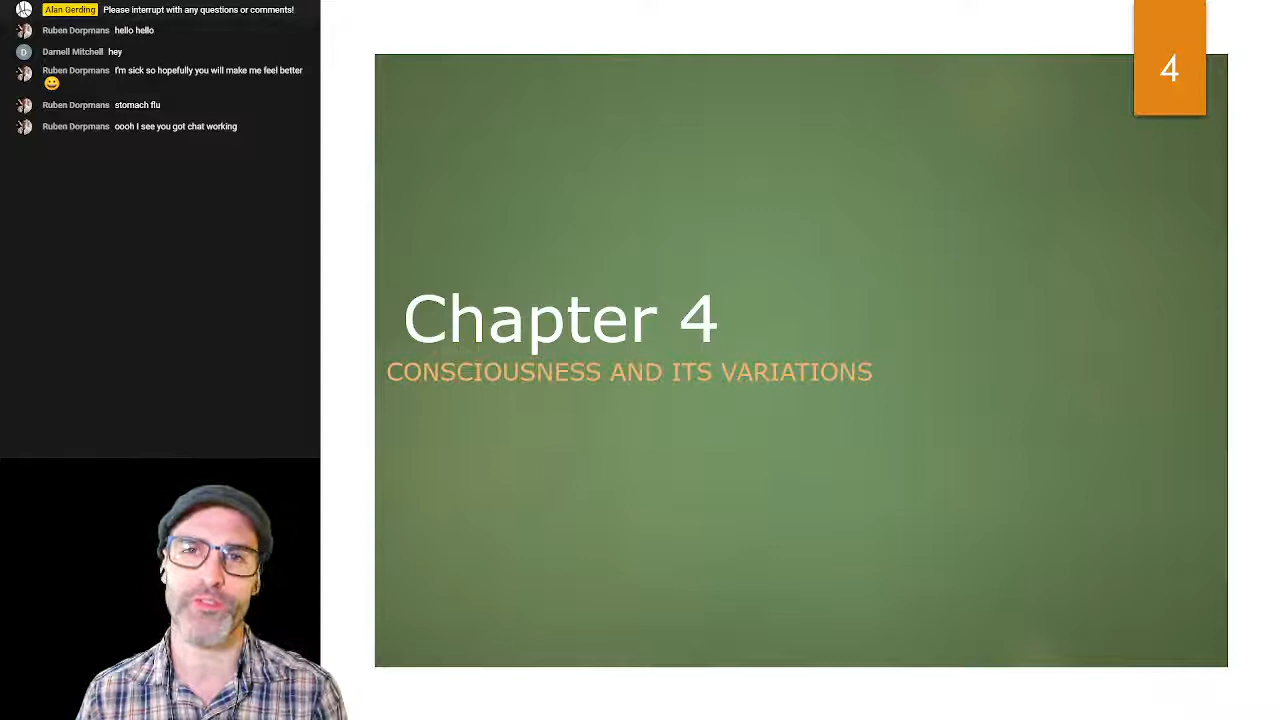 Alan Gerding Please interrupt with any questions or comments!
Ruben Dorpmans hello hello
D Darnell Mitchell hey
Ruben Dorpmans I'm sick so hopefully you will make me feel better
😀
Ruben Dorpmans stomach flu
Ruben Dorpmans oooh I see you got chat working
4
Chapter 4
CONSCIOUSNESS AND ITS VARIATIONS